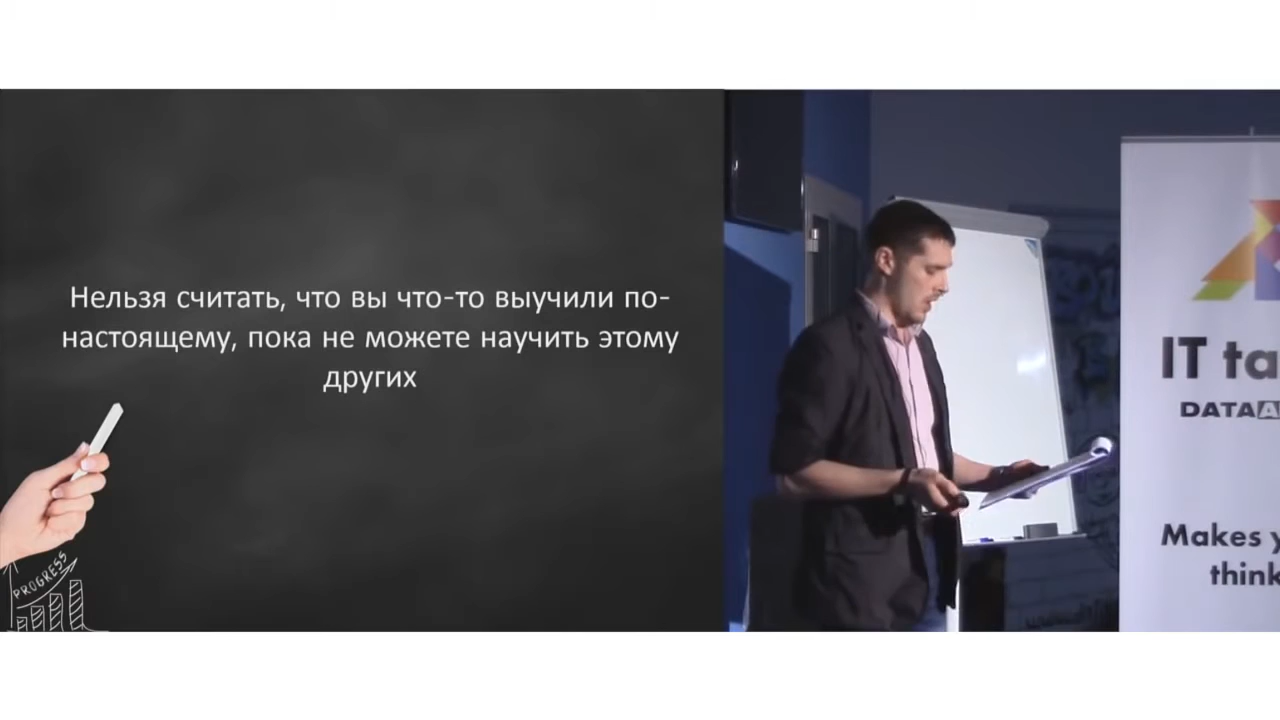 Нельзя считать, что вы что-то выучили по-
настоящему, пока не можете научить этому
других
PROGRESS
IT ta
DATAA
Makes y
think